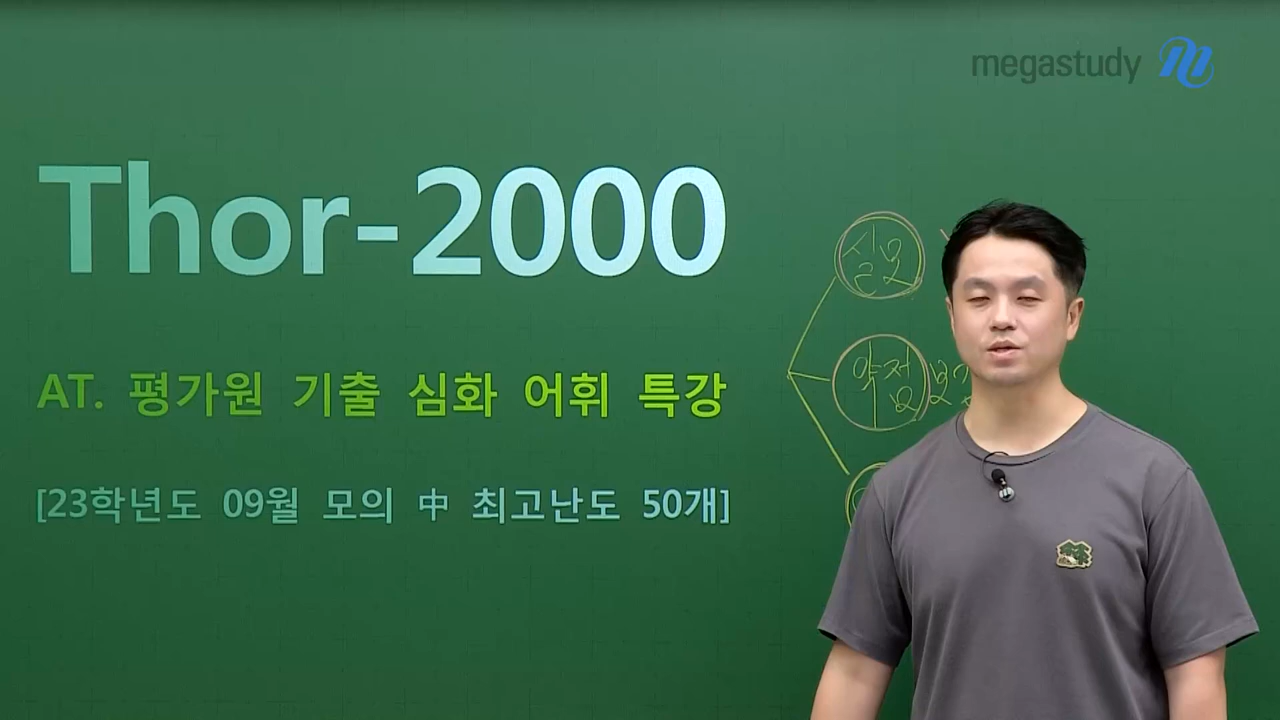 megastudy
Thor-2000
AT. 평가원 기출 심화 어휘 특강
[23학년도 09월 모의 中 최고난도 50개]